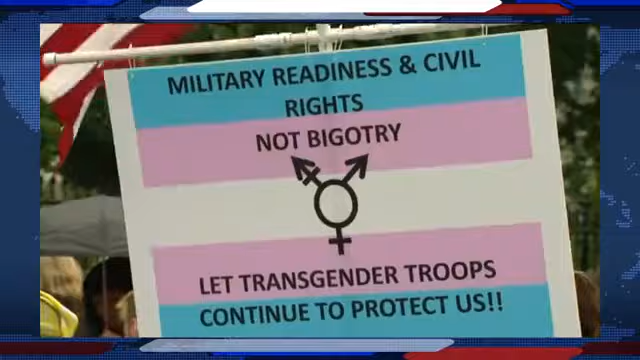 MILITARY READINESS & CIVIL
RIGHTS
NOT BIGOTRY
LET TRANSGENDER TROOPS
CONTINUE TO PROTECT US!!